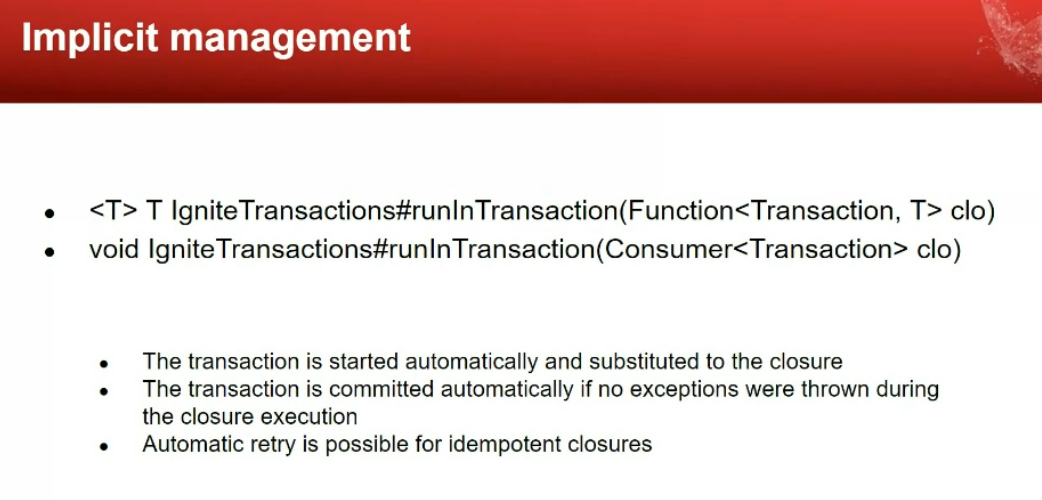 Implicit management
• <T> T IgniteTransactions#runInTransaction(Function<Transaction, T> clo)
• void IgniteTransactions#runInTransaction(Consumer<Transaction> clo)
• The transaction is started automatically and substituted to the closure
• The transaction is committed automatically if no exceptions were thrown during
the closure execution
• Automatic retry is possible for idempotent closures